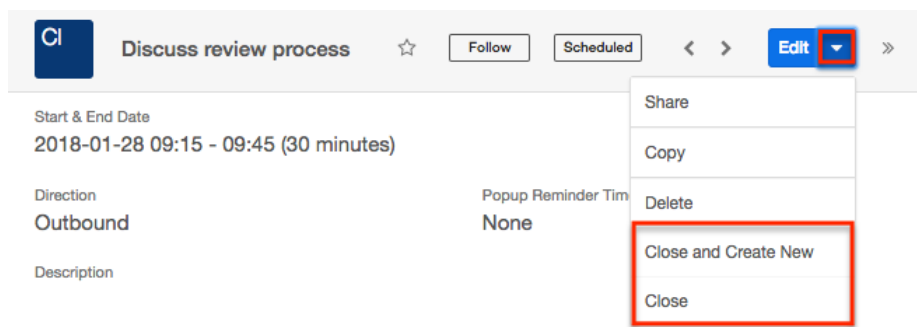 Cl
Discuss review process Follow Scheduled Edit
Start & End Date
2018-01-28 09:15 - 09:45 (30 minutes)
Direction
Outbound
Popup Reminder Tim
None
Description
Share
Copy
Delete
Close and Create New
Close